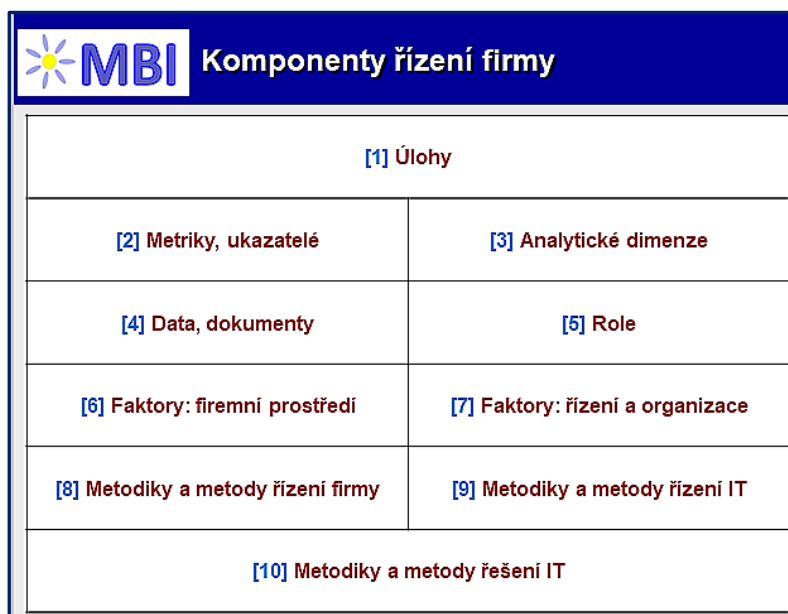 MBI Komponenty řízení firmy
[1] Úlohy
[2] Metriky, ukazatelé
[3] Analytické dimenze
[4] Data, dokumenty
[5] Role
[6] Faktory: firemní prostředí
[7] Faktory: řízení a organizace
[8] Metodiky a metody řízení firmy
[9] Metodiky a metody řízení IT
[10] Metodiky a metody řešení IT